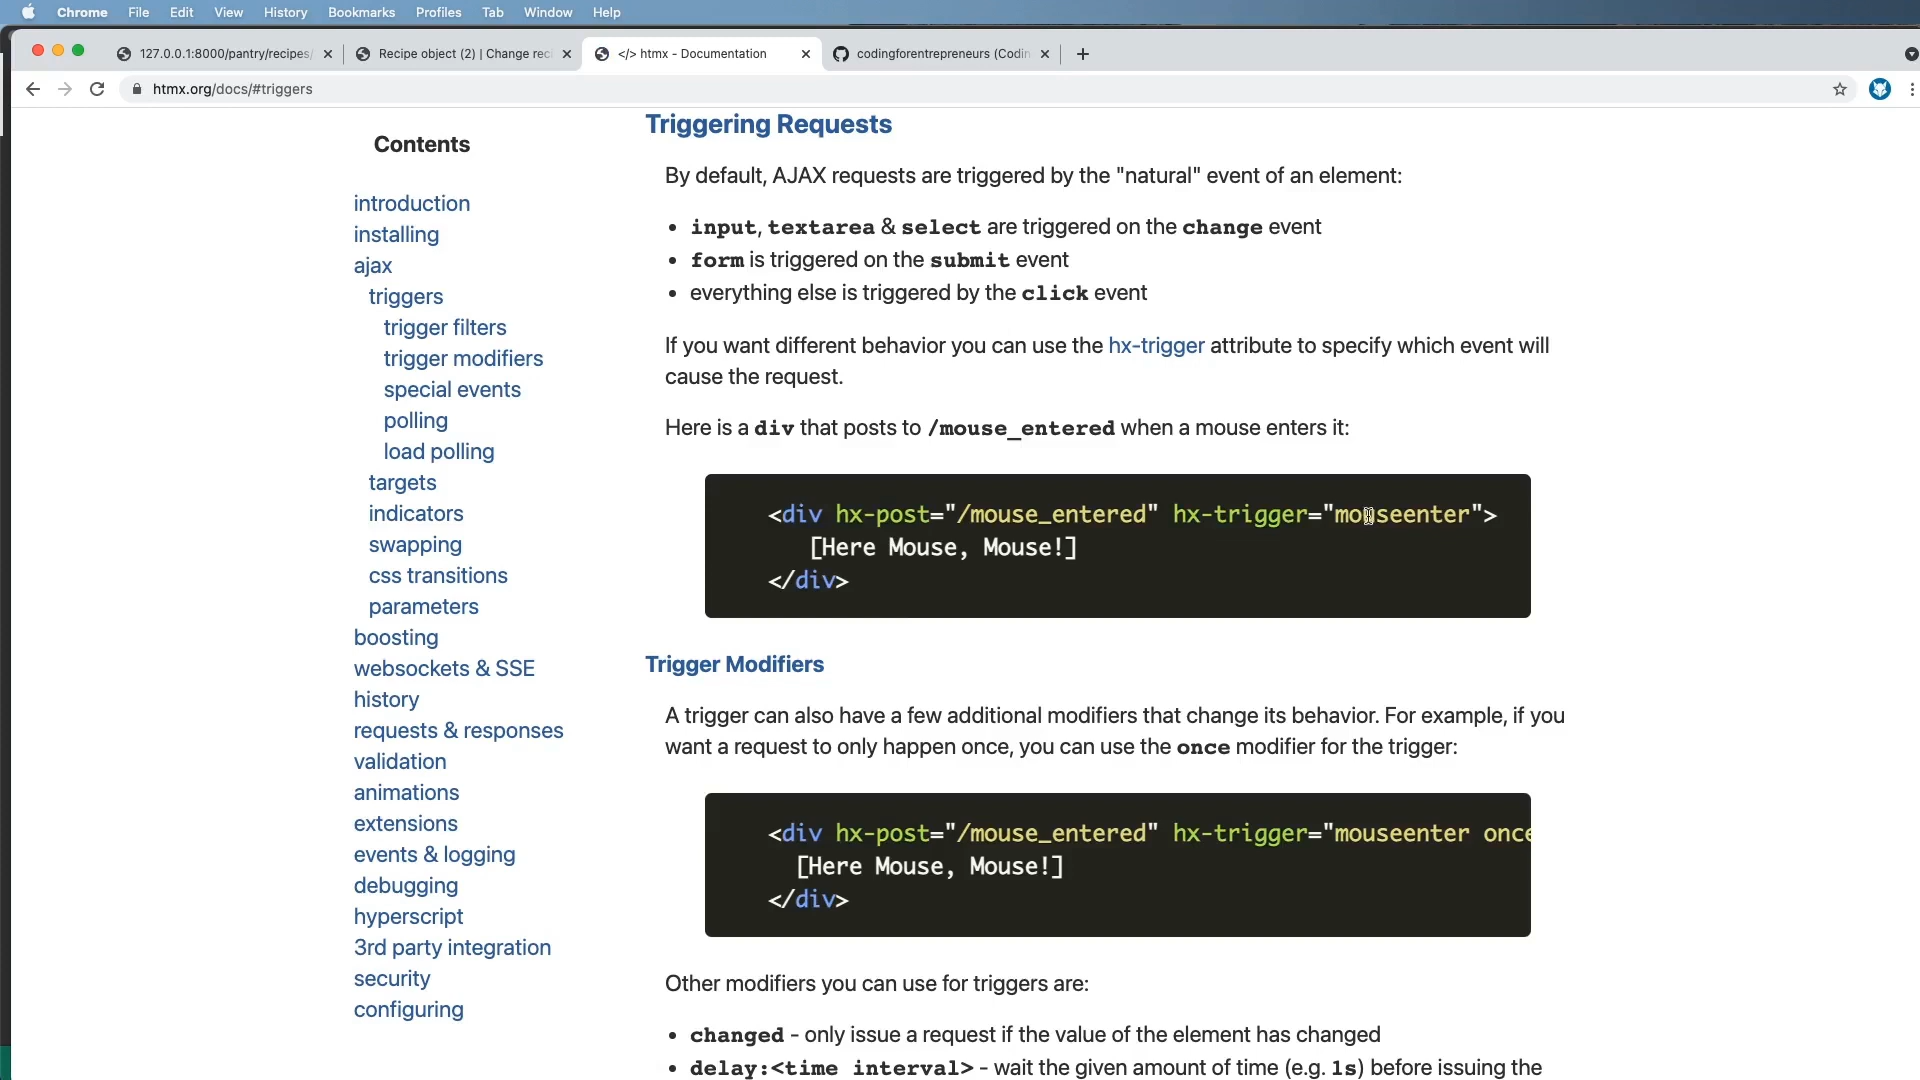 Chrome File Edit View History Bookmarks Profiles Tab Window Help
127.0.0.1:8000/pantry/recipes/ Recipe object (2) | Change rec </> htmx - Documentation codingforentrepreneurs (Codin
htmx.org/docs/#triggers
Contents
introduction
installing
ajax
triggers
trigger filters
trigger modifiers
special events
polling
load polling
targets
indicators
swapping
css transitions
parameters
boosting
websockets & SSE
history
requests & responses
validation
animations
extensions
events & logging
debugging
hyperscript
3rd party integration
security
configuring
Triggering Requests
By default, AJAX requests are triggered by the "natural" event of an element:
• input, textarea & select are triggered on the change event
• form is triggered on the submit event
• everything else is triggered by the click event
If you want different behavior you can use the hx-trigger attribute to specify which event will
cause the request.
Here is a div that posts to /mouse_entered when a mouse enters it:
<div hx-post="/mouse_entered" hx-trigger="mouseenter">
[Here Mouse, Mouse!]
</div>
Trigger Modifiers
A trigger can also have a few additional modifiers that change its behavior. For example, if you
want a request to only happen once, you can use the once modifier for the trigger:
<div hx-post="/mouse_entered" hx-trigger="mouseenter once
[Here Mouse, Mouse!]
</div>
Other modifiers you can use for triggers are:
• changed - only issue a request if the value of the element has changed
• delay:<time interval> - wait the given amount of time (e.g. 1s) before issuing the